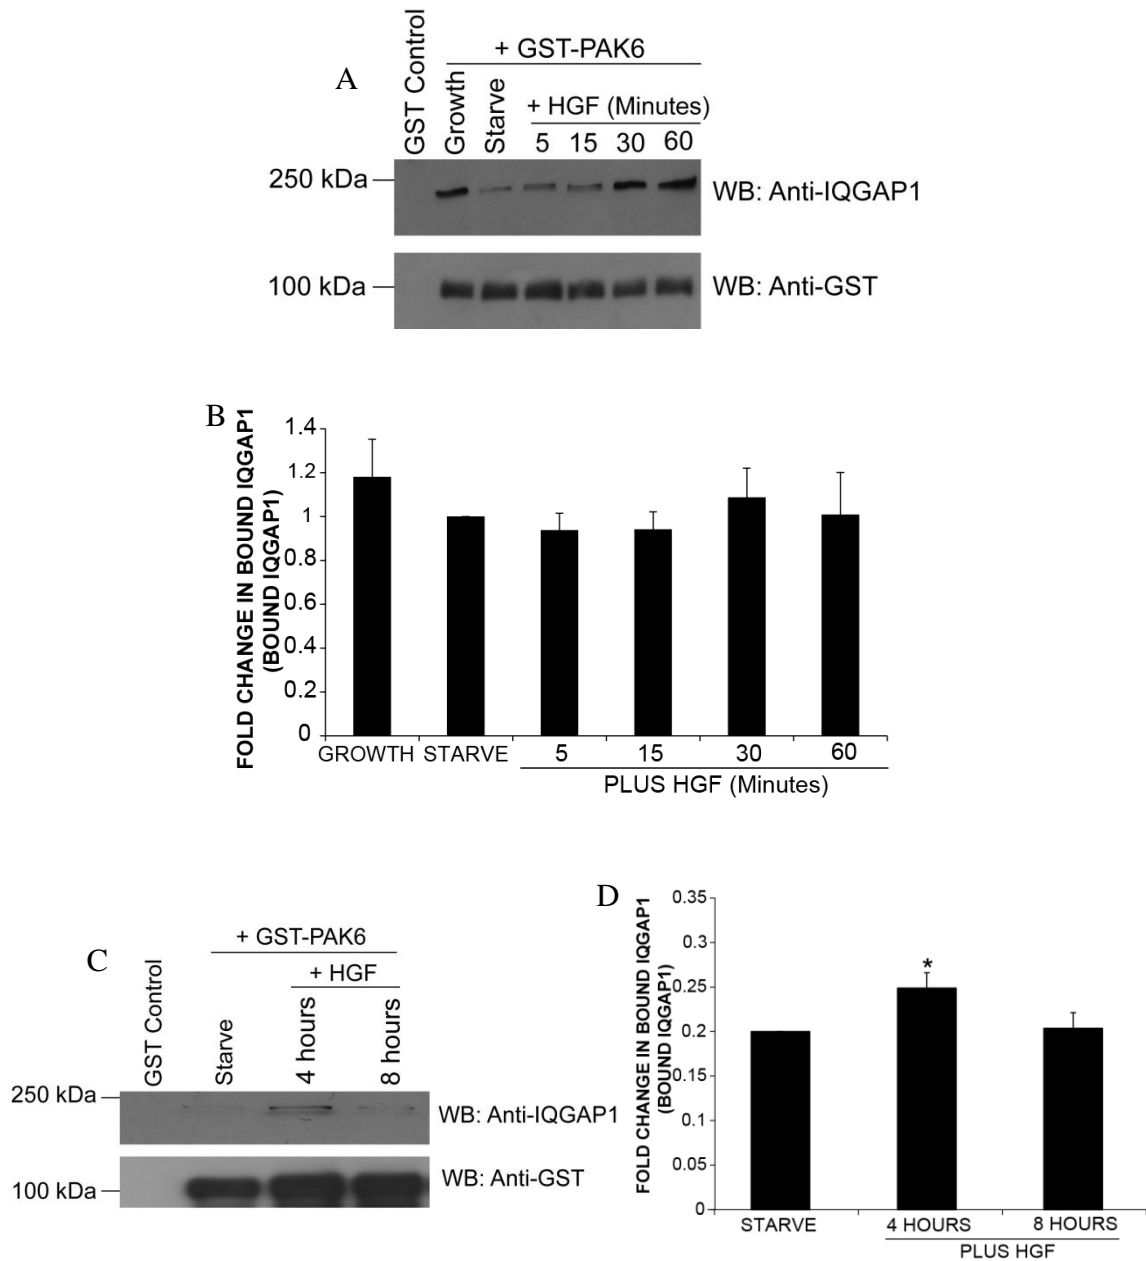 A
GST Control
+ GST-PAK6
Growth
Starve
+ HGF (Minutes)
5 15 30 60
250 kDa
WB: Anti-IQGAP1
100 kDa
WB: Anti-GST
B
FOLD CHANGE IN BOUND IQGAP1
(BOUND IQGAP1)
1.4
1.2
1
0.8
0.6
0.4
0.2
0
GROWTH STARVE 5 15 30 60
PLUS HGF (Minutes)
C
GST Control
+ GST-PAK6
Starve
+ HGF
4 hours
8 hours
250 kDa
WB: Anti-IQGAP1
100 kDa
WB: Anti-GST
D
FOLD CHANGE IN BOUND IQGAP1
(BOUND IQGAP1)
0.35
0.3
0.25
0.2
0.15
0.1
0.05
0
*
STARVE 4 HOURS 8 HOURS
PLUS HGF